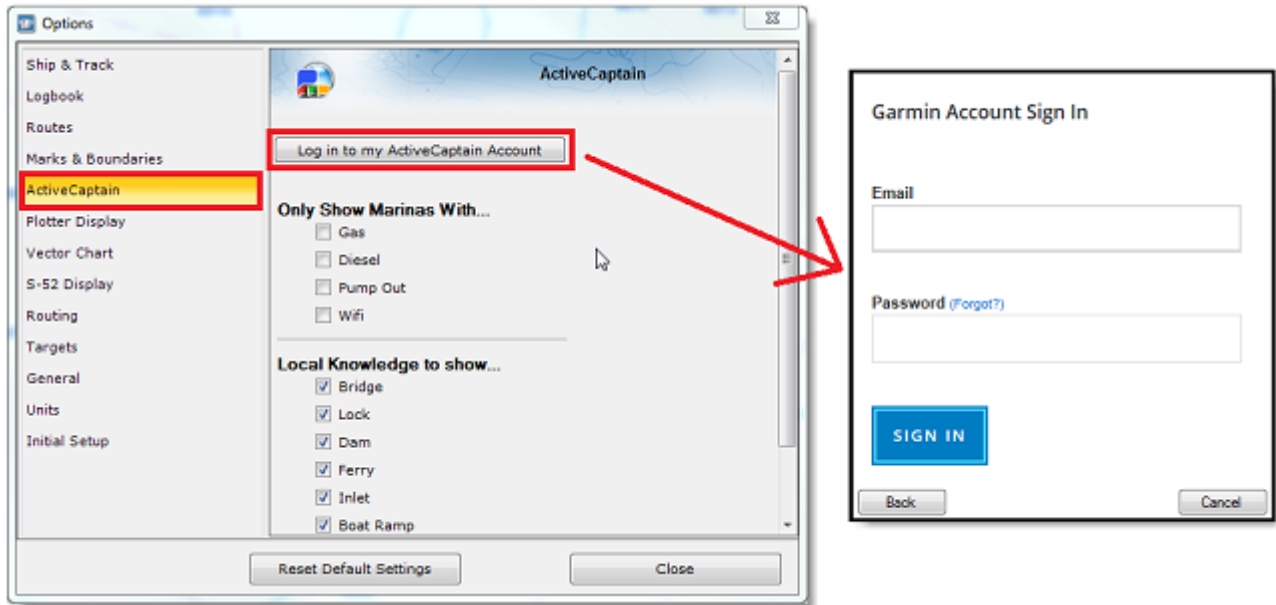 Options
Ship & Track
Logbook
Routes
Marks & Boundaries
ActiveCaptain
Plotter Display
Vector Chart
S-52 Display
Routing
Targets
General
Units
Initial Setup
ActiveCaptain
Log in to my ActiveCaptain Account
Only Show Marinas With...
Gas
Diesel
Pump Out
Wifi
Local Knowledge to show...
Bridge
Lock
Dam
Ferry
Inlet
Boat Ramp
Reset Default Settings
Close
Garmin Account Sign In
Email
Password (Forgot?)
SIGN IN
Back
Cancel